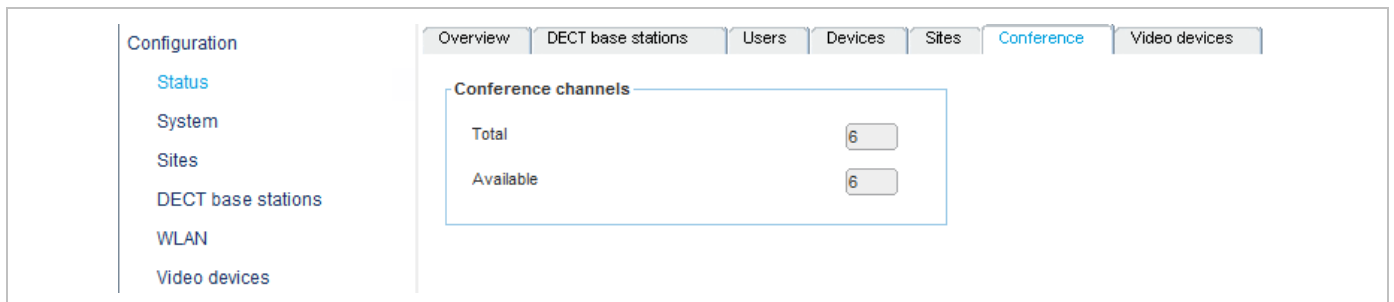 Configuration
Status
System
Sites
DECT base stations
WLAN
Video devices
Overview DECT base stations Users Devices Sites Conference Video devices
Conference channels
Total 6
Available 6